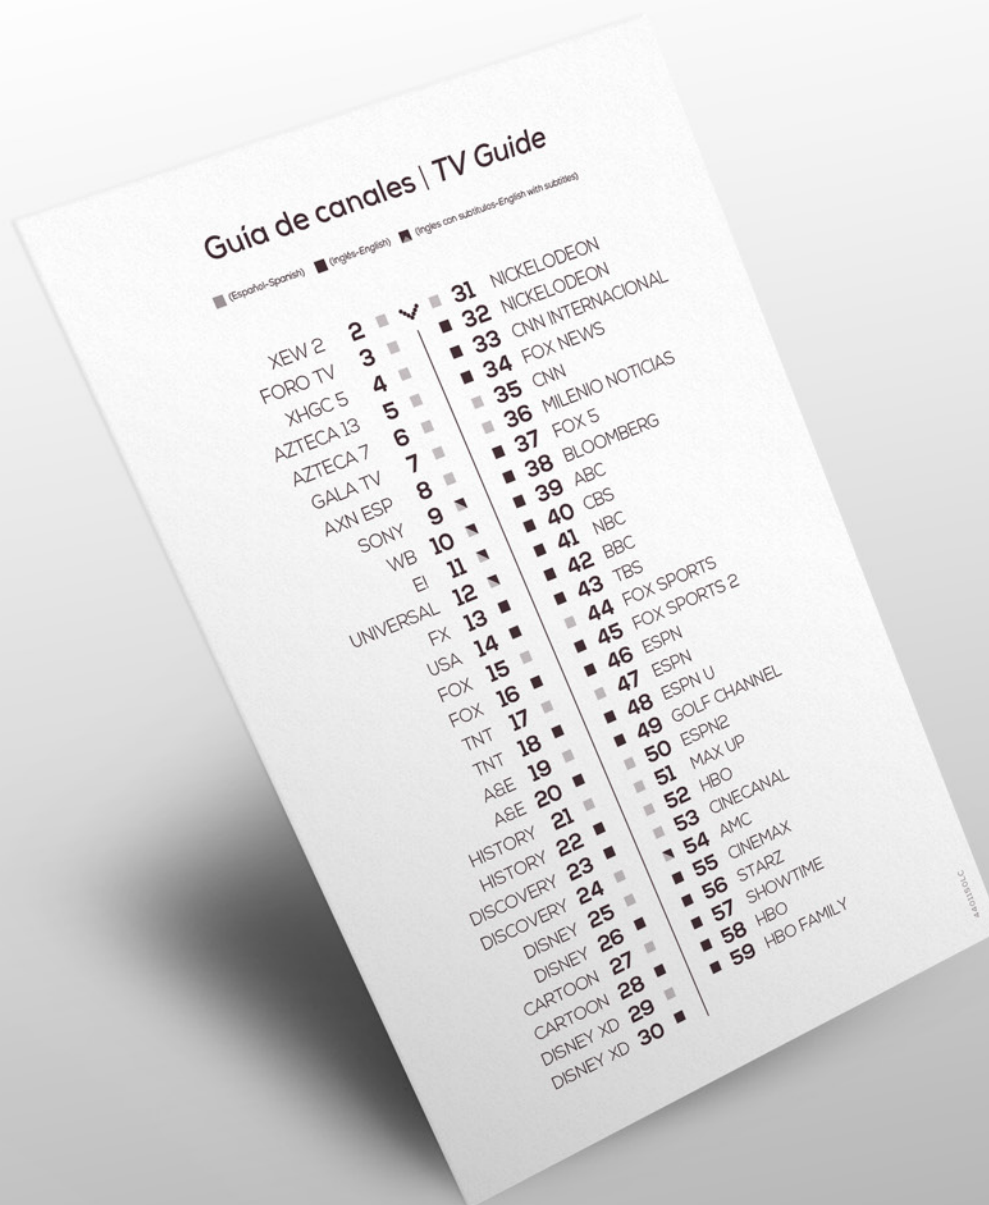 Guía de canales | TV Guide
(Español-Spanish) (Inglés-English) (Ingles con subtítulos-English with subtitles)
XEW 2 2
FORO TV 3
XHGC 5 4
AZTECA 13 5
AZTECA 7 6
GALA TV 7
AXN ESP 8
SONY 9
WB 10
E! 11
UNIVERSAL 12
FX 13
USA 14
FOX 15
FOX 16
TNT 17
TNT 18
A&E 19
A&E 20
HISTORY 21
HISTORY 22
DISCOVERY 23
DISCOVERY 24
DISNEY 25
DISNEY 26
CARTOON 27
CARTOON 28
DISNEY XD 29
DISNEY XD 30
31 NICKELODEON
32 NICKELODEON
33 CNN INTERNACIONAL
34 FOX NEWS
35 CNN
36 MILENIO NOTICIAS
37 FOX 5
38 BLOOMBERG
39 ABC
40 CBS
41 NBC
42 BBC
43 TBS
44 FOX SPORTS
45 FOX SPORTS 2
46 ESPN
47 ESPN
48 ESPN U
49 GOLF CHANNEL
50 ESPN2
51 MAX UP
52 HBO
53 CINECANAL
54 AMC
55 CINEMAX
56 STARZ
57 SHOWTIME
58 HBO
59 HBO FAMILY